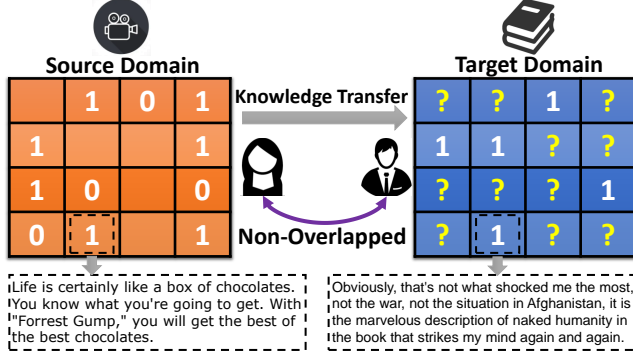 Source Domain
Target Domain
1 0 1
1 1
1 0 0
0 1 1
Knowledge Transfer
Non-Overlapped
? ? 1 ?
1 1 ? ?
? ? ? 1
? 1 ? ?
Life is certainly like a box of chocolates.
You know what you're going to get. With
"Forrest Gump," you will get the best of
the best chocolates.
Obviously, that's not what shocked me the most,
not the war, not the situation in Afghanistan, it is
the marvelous description of naked humanity in
the book that strikes my mind again and again.